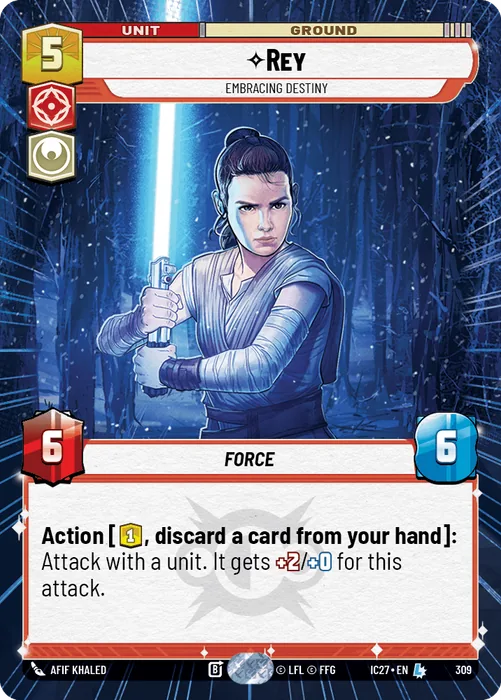 UNIT
GROUND
5
✧REY
EMBRACING DESTINY
6
FORCE
6
Action [1, discard a card from your hand]:
Attack with a unit. It gets +2/+0 for this
attack.
AFIF KHALED
B
© LFL © FFG
IC27•EN
L
309